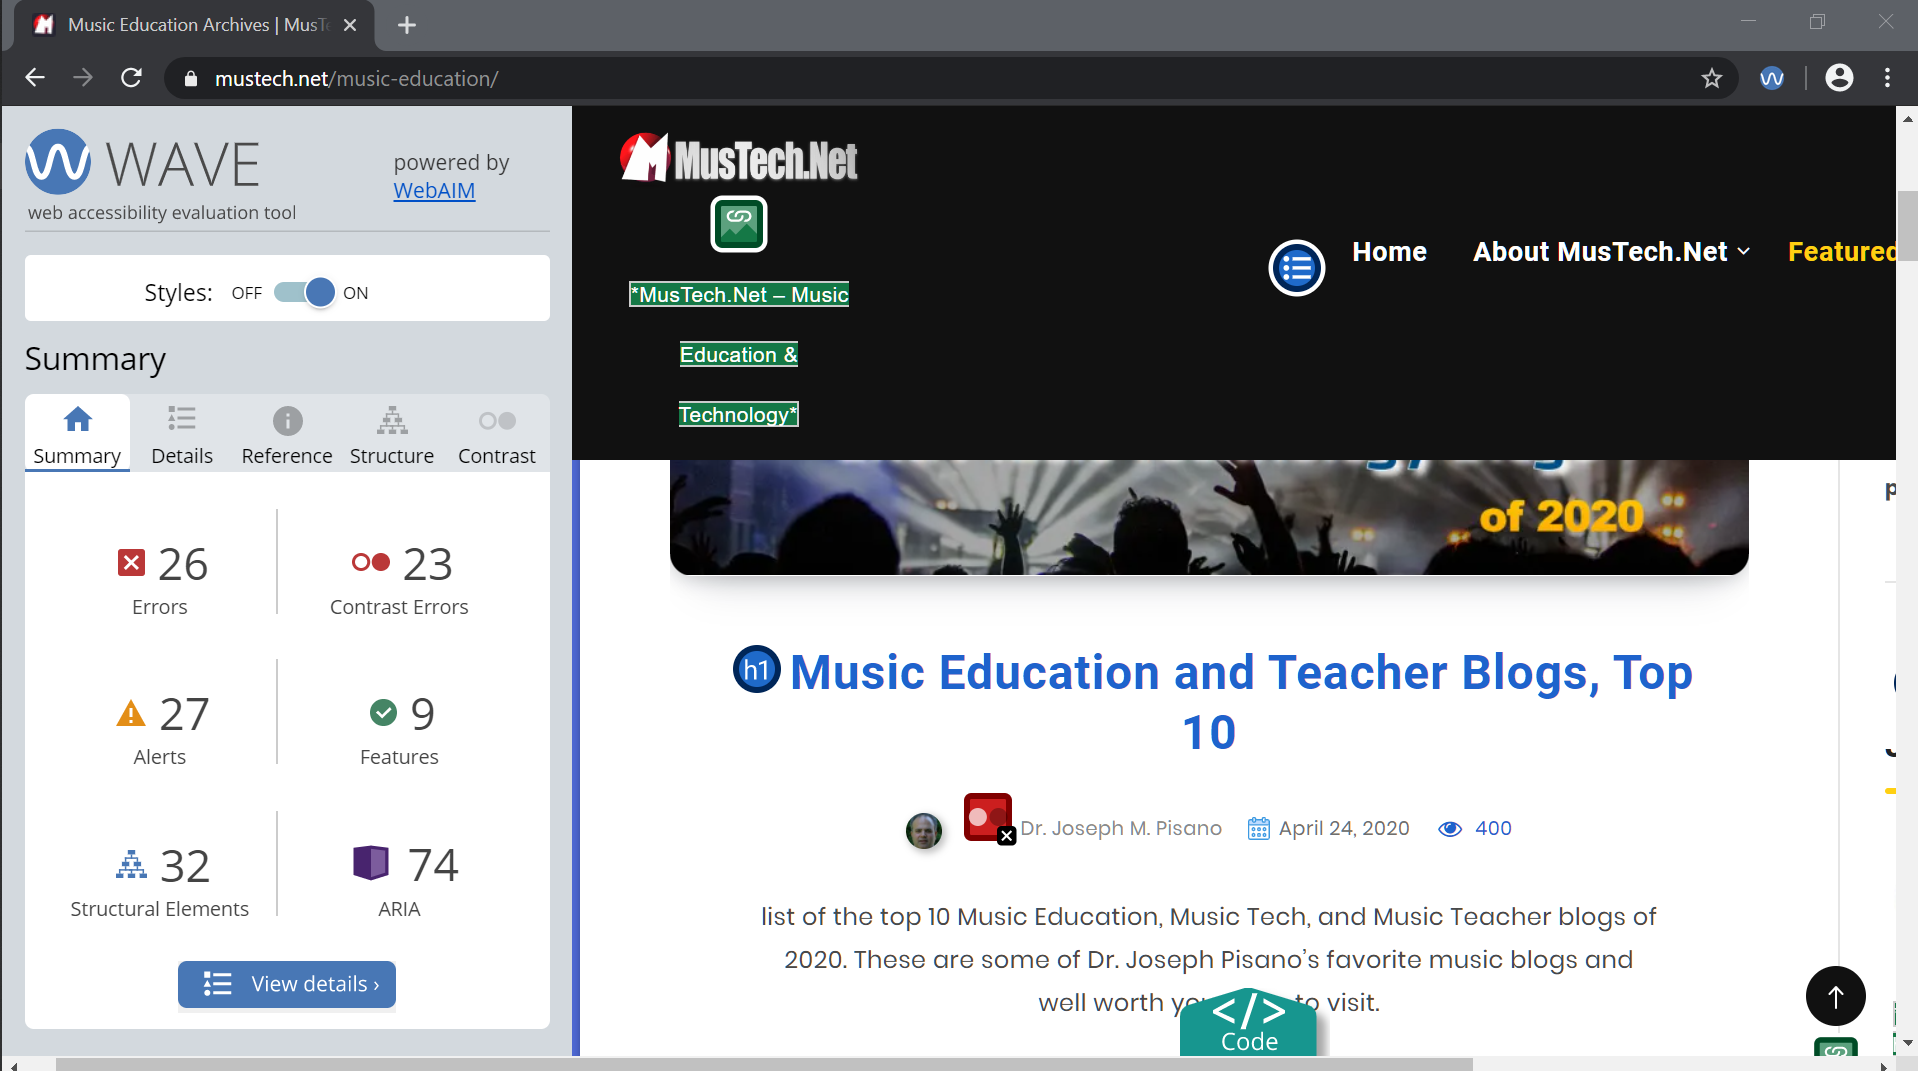 Music Education Archives | MusTe
mustech.net/music-education/
WAVE
powered by
WebAIM
web accessibility evaluation tool
Styles: OFF ON
Summary
Summary Details Reference Structure Contrast
26
Errors
23
Contrast Errors
27
Alerts
9
Features
32
Structural Elements
74
ARIA
View details ›
MusTech.Net
*MusTech.Net – Music
Education &
Technology*
Home About MusTech.Net Featured
of 2020
h1 Music Education and Teacher Blogs, Top
10
Dr. Joseph M. Pisano April 24, 2020 400
list of the top 10 Music Education, Music Tech, and Music Teacher blogs of
2020. These are some of Dr. Joseph Pisano's favorite music blogs and
well worth to visit.
</>
Code